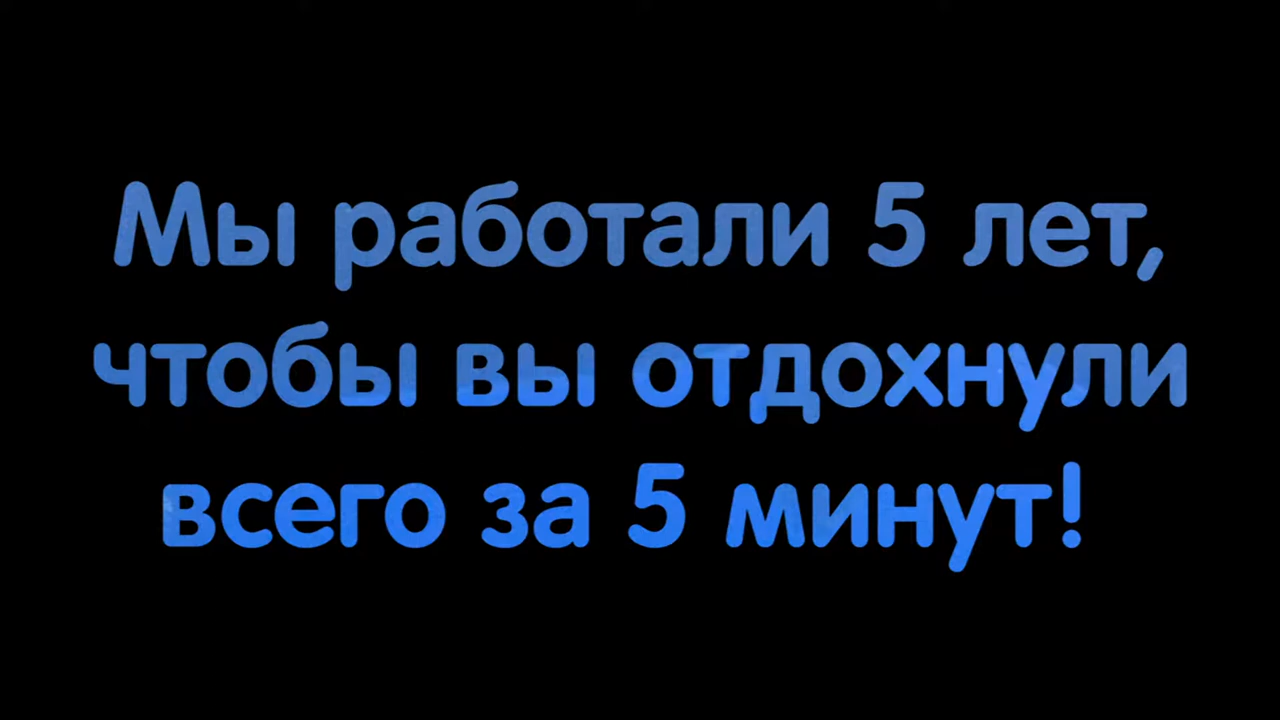 Мы работали 5 лет,
чтобы вы отдохнули
всего за 5 минут!